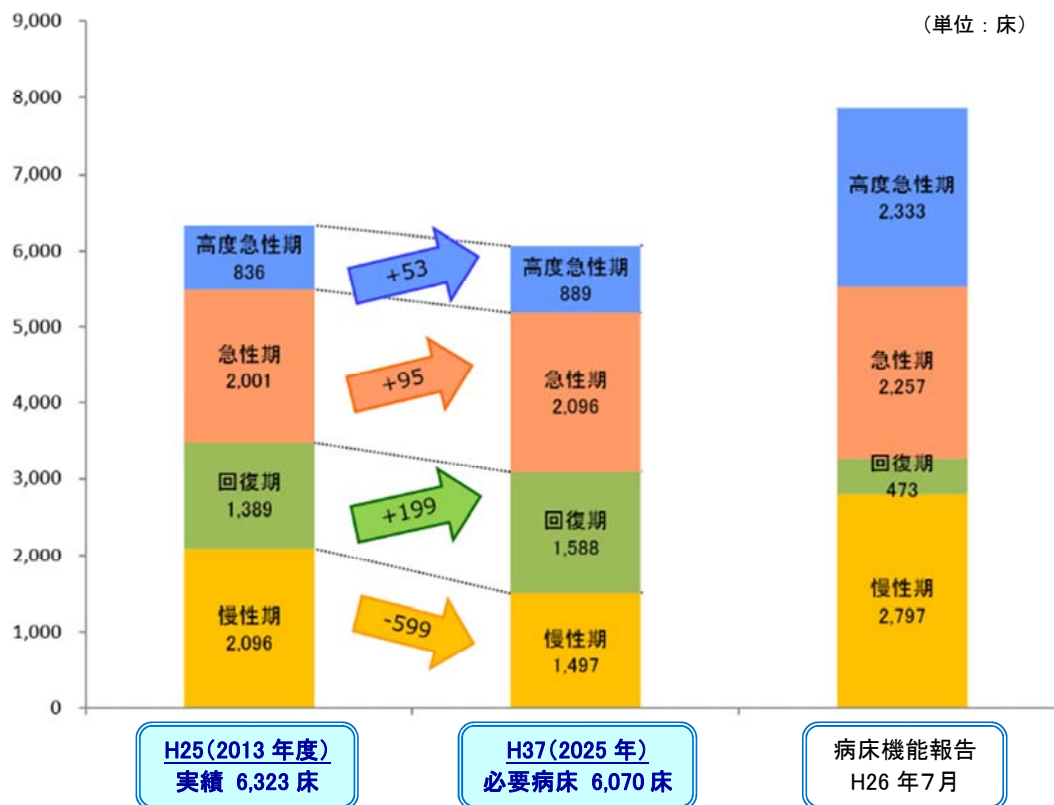 (単位:床)
9,000
8,000
7,000
6,000
5,000
4,000
3,000
2,000
1,000
0
高度急性期
836
急性期
2,001
回復期
1,389
慢性期
2,096
+53
+95
+199
-599
高度急性期
889
急性期
2,096
回復期
1,588
慢性期
1,497
高度急性期
2,333
急性期
2,257
回復期
473
慢性期
2,797
H25(2013 年度)
実績 6,323 床
H37(2025 年)
必要病床 6,070 床
病床機能報告
H26 年7月